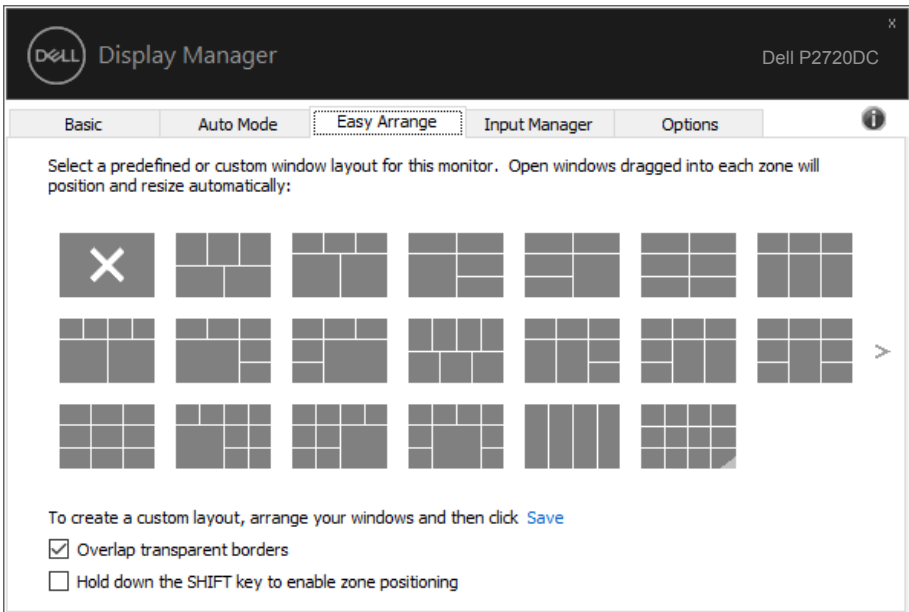 x
DELL Display Manager
Dell P2720DC
Basic Auto Mode Easy Arrange Input Manager Options
Select a predefined or custom window layout for this monitor. Open windows dragged into each zone will
position and resize automatically:
>
To create a custom layout, arrange your windows and then click Save
Overlap transparent borders
Hold down the SHIFT key to enable zone positioning